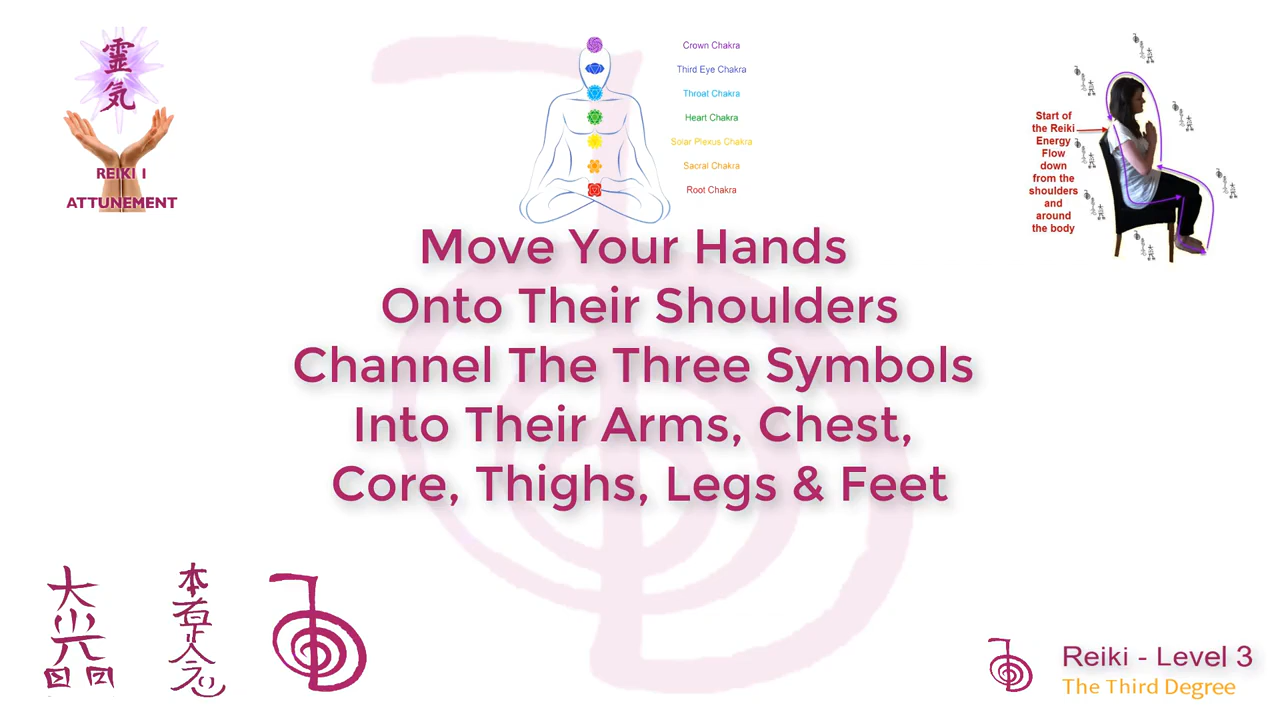 靈
気
REIKI I
ATTUNEMENT
Crown Chakra
Third Eye Chakra
Throat Chakra
Heart Chakra
Solar Plexus Chakra
Sacral Chakra
Root Chakra
Start of
the Reiki
Energy
Flow
down
from the
shoulders
and
around
the body
Move Your Hands
Onto Their Shoulders
Channel The Three Symbols
Into Their Arms, Chest,
Core, Thighs, Legs & Feet
Reiki - Level 3
The Third Degree